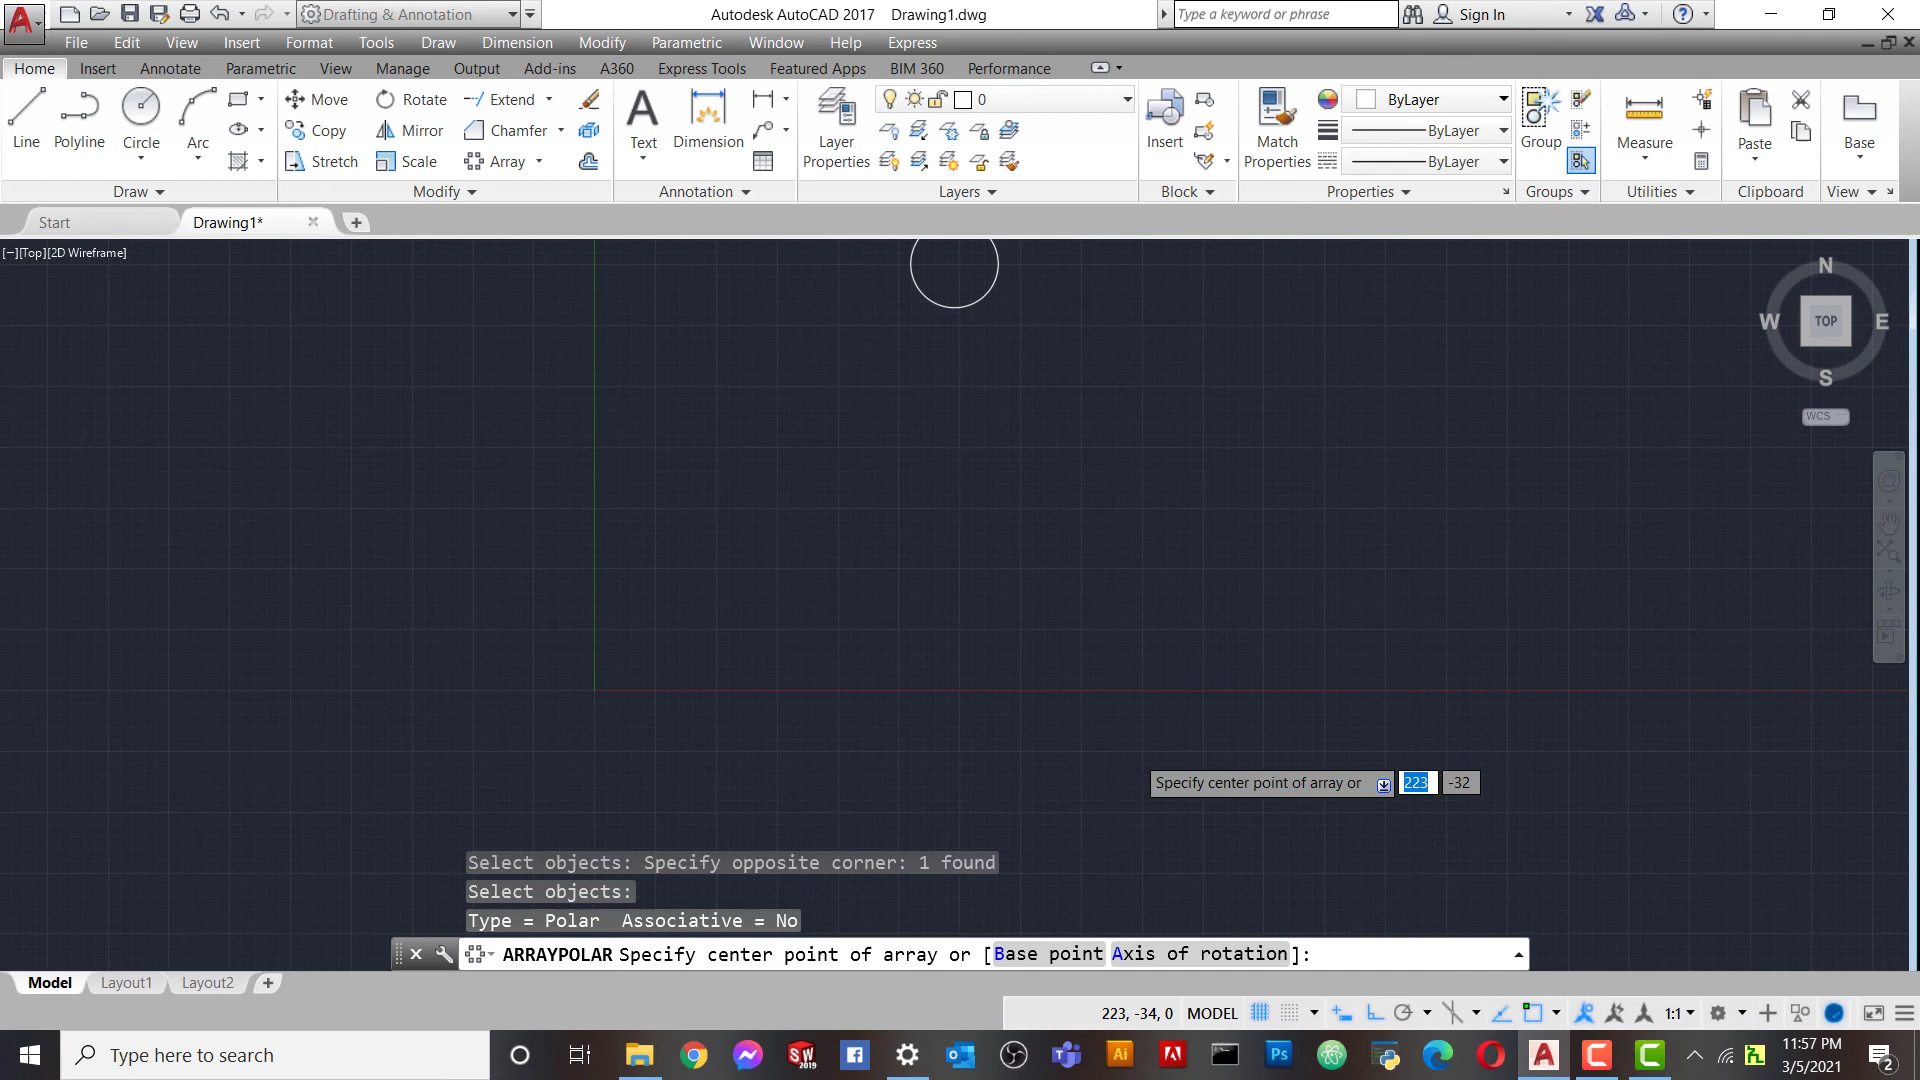 Drafting & Annotation
Autodesk AutoCAD 2017 Drawing1.dwg
Type a keyword or phrase
Sign In
File Edit View Insert Format Tools Draw Dimension Modify Parametric Window Help Express
Home Insert Annotate Parametric View Manage Output Add-ins A360 Express Tools Featured Apps BIM 360 Performance
Line Polyline Circle Arc
Move Rotate Extend
Copy Mirror Chamfer
Stretch Scale Array
Text Dimension
Layer Properties
0
Insert
Match Properties
ByLayer
ByLayer
ByLayer
Group
Measure
Paste
Base
Draw Modify Annotation Layers Block Properties Groups Utilities Clipboard View
Start Drawing1*
[−][Top][2D Wireframe]
N
W TOP E
S
WCS
Specify center point of array or 223 -32
Select objects: Specify opposite corner: 1 found
Select objects:
Type = Polar Associative = No
ARRAYPOLAR Specify center point of array or [Base point Axis of rotation]:
Model Layout1 Layout2
223, -34, 0 MODEL 1:1
Type here to search
SW 2019
Ai
Ps
11:57 PM
3/5/2021
2